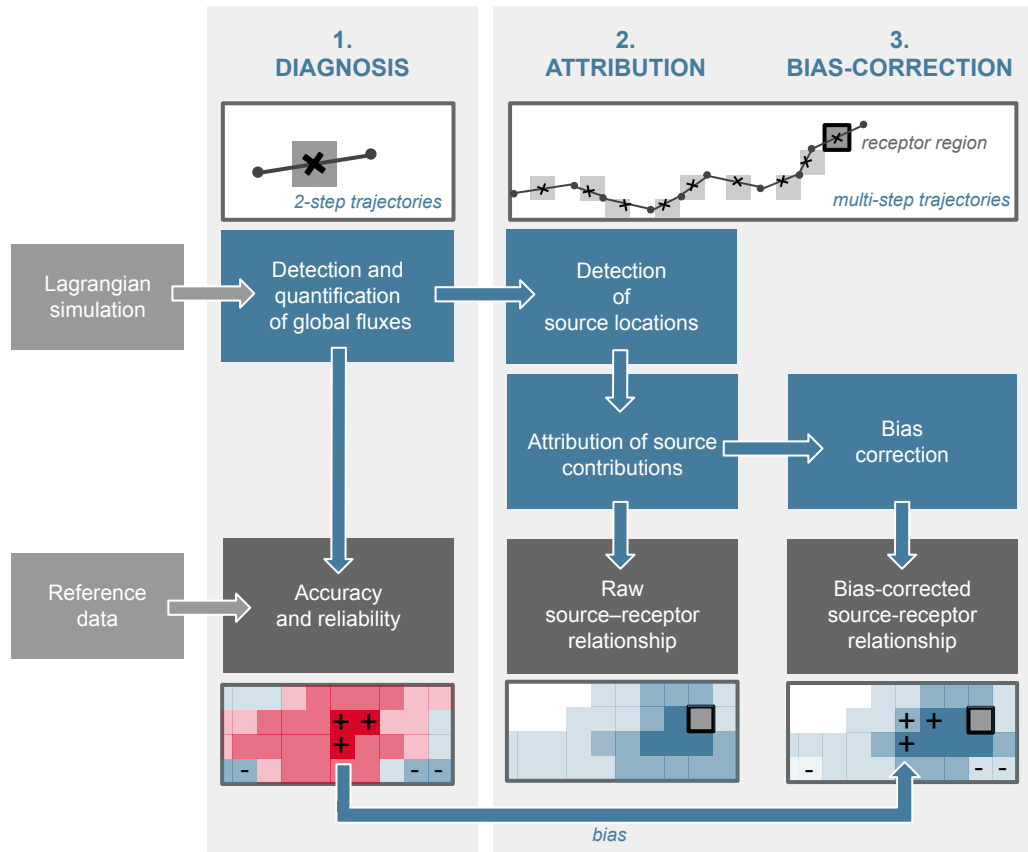 1.
DIAGNOSIS
2.
ATTRIBUTION
3.
BIAS-CORRECTION
2-step trajectories
receptor region
multi-step trajectories
Lagrangian
simulation
Detection and
quantification
of global fluxes
Detection
of
source locations
Attribution of source
contributions
Bias
correction
Reference
data
Accuracy
and reliability
Raw
source–receptor
relationship
Bias-corrected
source-receptor
relationship
+ +
+
- - -
+ +
+
- - -
bias